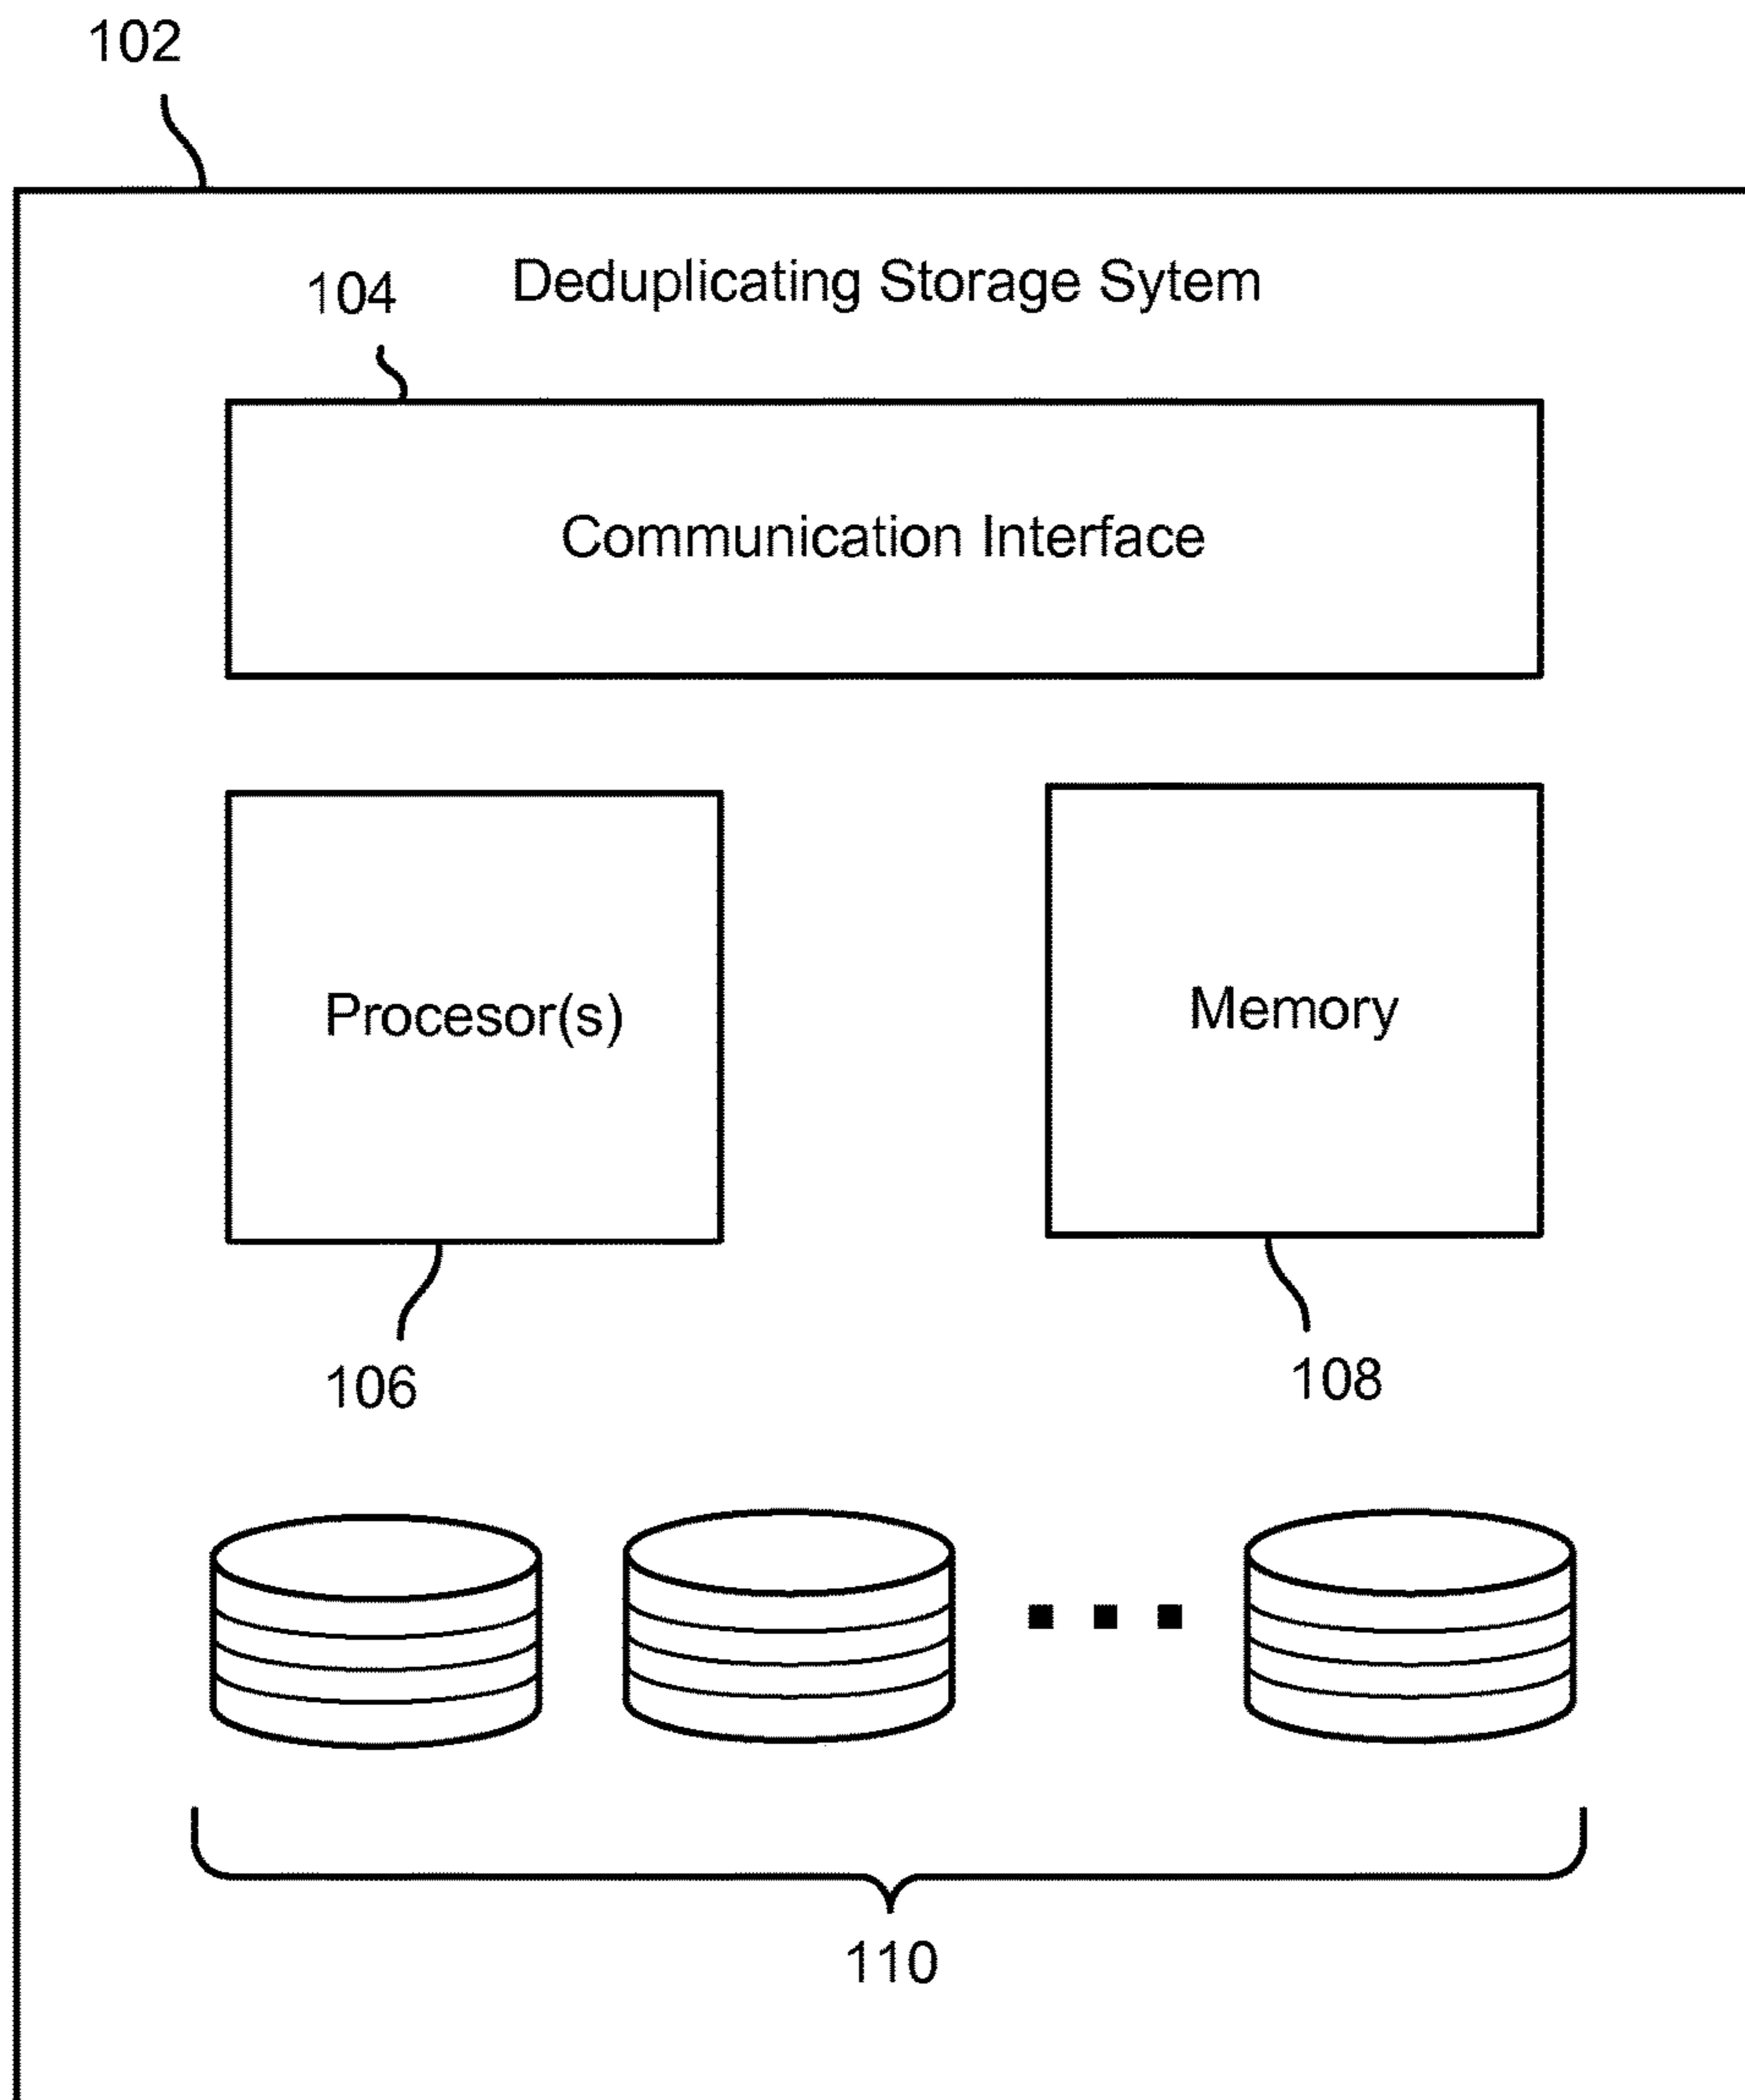 102
104
Deduplicating Storage Sytem
Communication Interface
Procesor(s)
Memory
106
108
110